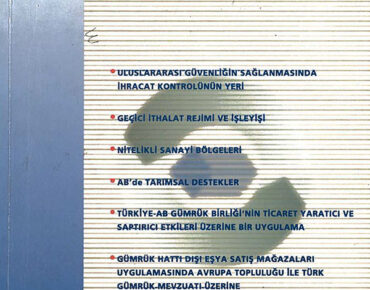 ULUSLARARASI GÜVENLİĞİN SAĞLANMASINDA
İHRACAT KONTROLÜNÜN YERİ
GEÇİCİ İTHALAT REJİMİ VE İŞLEYİŞİ
NİTELİKLİ SANAYİ BÖLGELERİ
AB'de TARIMSAL DESTEKLER
TÜRKİYE-AB GÜMRÜK BİRLİĞİ'NİN TİCARET YARATICI VE
SAPTIRICI ETKİLERİ ÜZERİNE BİR UYGULAMA
GÜMRÜK HATTI DIŞI EŞYA SATIŞ MAĞAZALARI
UYGULAMASINDA AVRUPA TOPLULUĞU İLE TÜRK
GÜMRÜK MEVZUATI ÜZERİNE